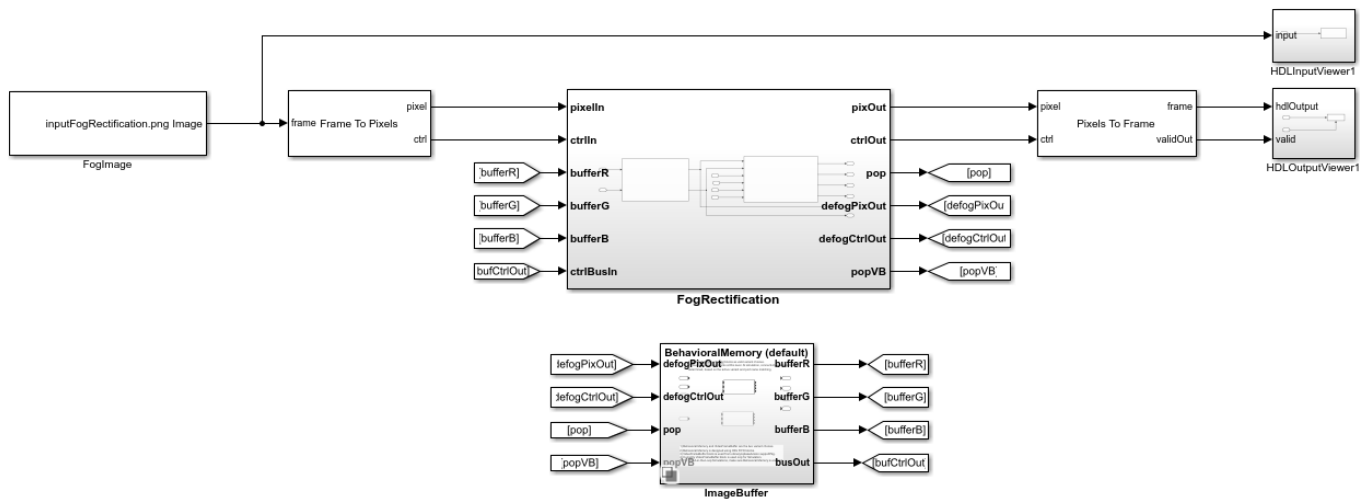 input
HDLInputViewer1
inputFogRectification.png Image
FogImage
frame
Frame To Pixels
pixel
ctrl
pixelIn
ctrlIn
bufferR
bufferG
bufferB
ctrlBusIn
pixOut
ctrlOut
pop
defogPixOut
defogCtrlOut
popVB
FogRectification
[bufferR]
[bufferG]
[bufferB]
bufCtrlOut]
[pop]
[defogPixOu
[defogCtrlOut
[popVB]
pixel
ctrl
Pixels To Frame
frame
validOut
hdlOutput
valid
HDLOutputViewer1
BehavioralMemory (default)
defogPixOut]
defogCtrlOut]
[pop]
[popVB]
defogPixOut
defogCtrlOut
pop
popVB
bufferR
bufferG
bufferB
busOut
[bufferR]
[bufferG]
[bufferB]
[bufCtrlOut]
ImageBuffer